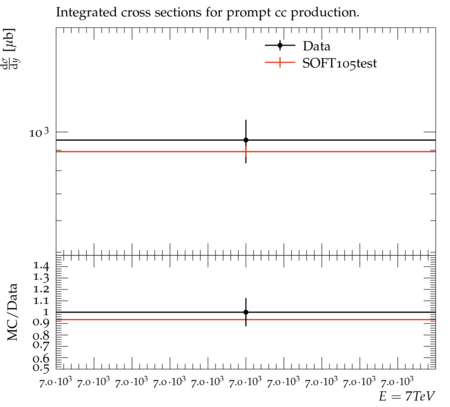 Integrated cross sections for prompt cc production.
dσ/dy [μb]
Data
SOFT105test
10³
MC/Data
1.4
1.3
1.2
1.1
1
0.9
0.8
0.7
0.6
0.5
7.0·10³ 7.0·10³ 7.0·10³ 7.0·10³ 7.0·10³ 7.0·10³ 7.0·10³ 7.0·10³ 7.0·10³ 7.0·10³
E = 7TeV